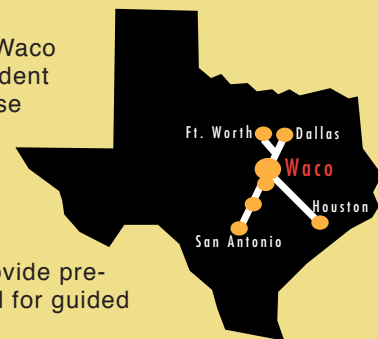 Waco
dent
se
Ft. Worth
Dallas
Waco
Houston
San Antonio
ovide pre-
d for guided